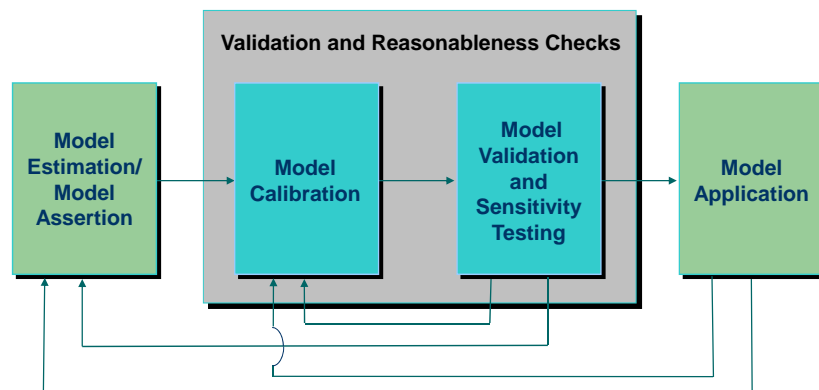 Validation and Reasonableness Checks
Model
Estimation/
Model
Assertion
Model
Calibration
Model
Validation
and
Sensitivity
Testing
Model
Application